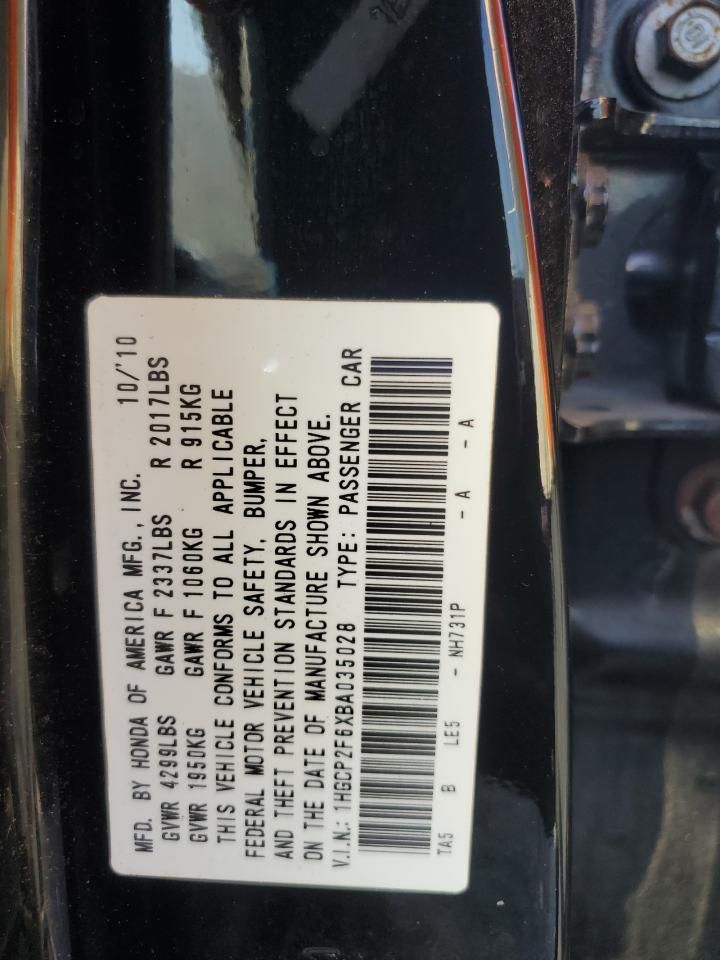 MFD. BY HONDA OF AMERICA MFG., INC. 10/'10
GVWR 4299LBS GAWR F 2337LBS R 2017LBS
GVWR 1950KG GAWR F 1060KG R 915KG
THIS VEHICLE CONFORMS TO ALL APPLICABLE
FEDERAL MOTOR VEHICLE SAFETY, BUMPER,
AND THEFT PREVENTION STANDARDS IN EFFECT
ON THE DATE OF MANUFACTURE SHOWN ABOVE.
V.I.N.: 1HGCP2F6XBA035028 TYPE: PASSENGER CAR
TA5 B LE5 - NH731P - A - A